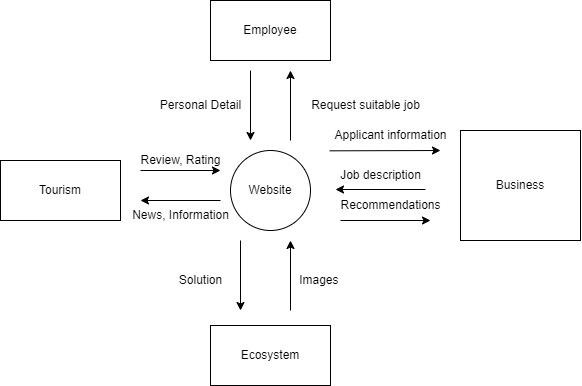 Employee
Personal Detail
Request suitable job
Applicant information
Review, Rating
Job description
Tourism
Website
Business
Recommendations
News, Information
Solution
Images
Ecosystem